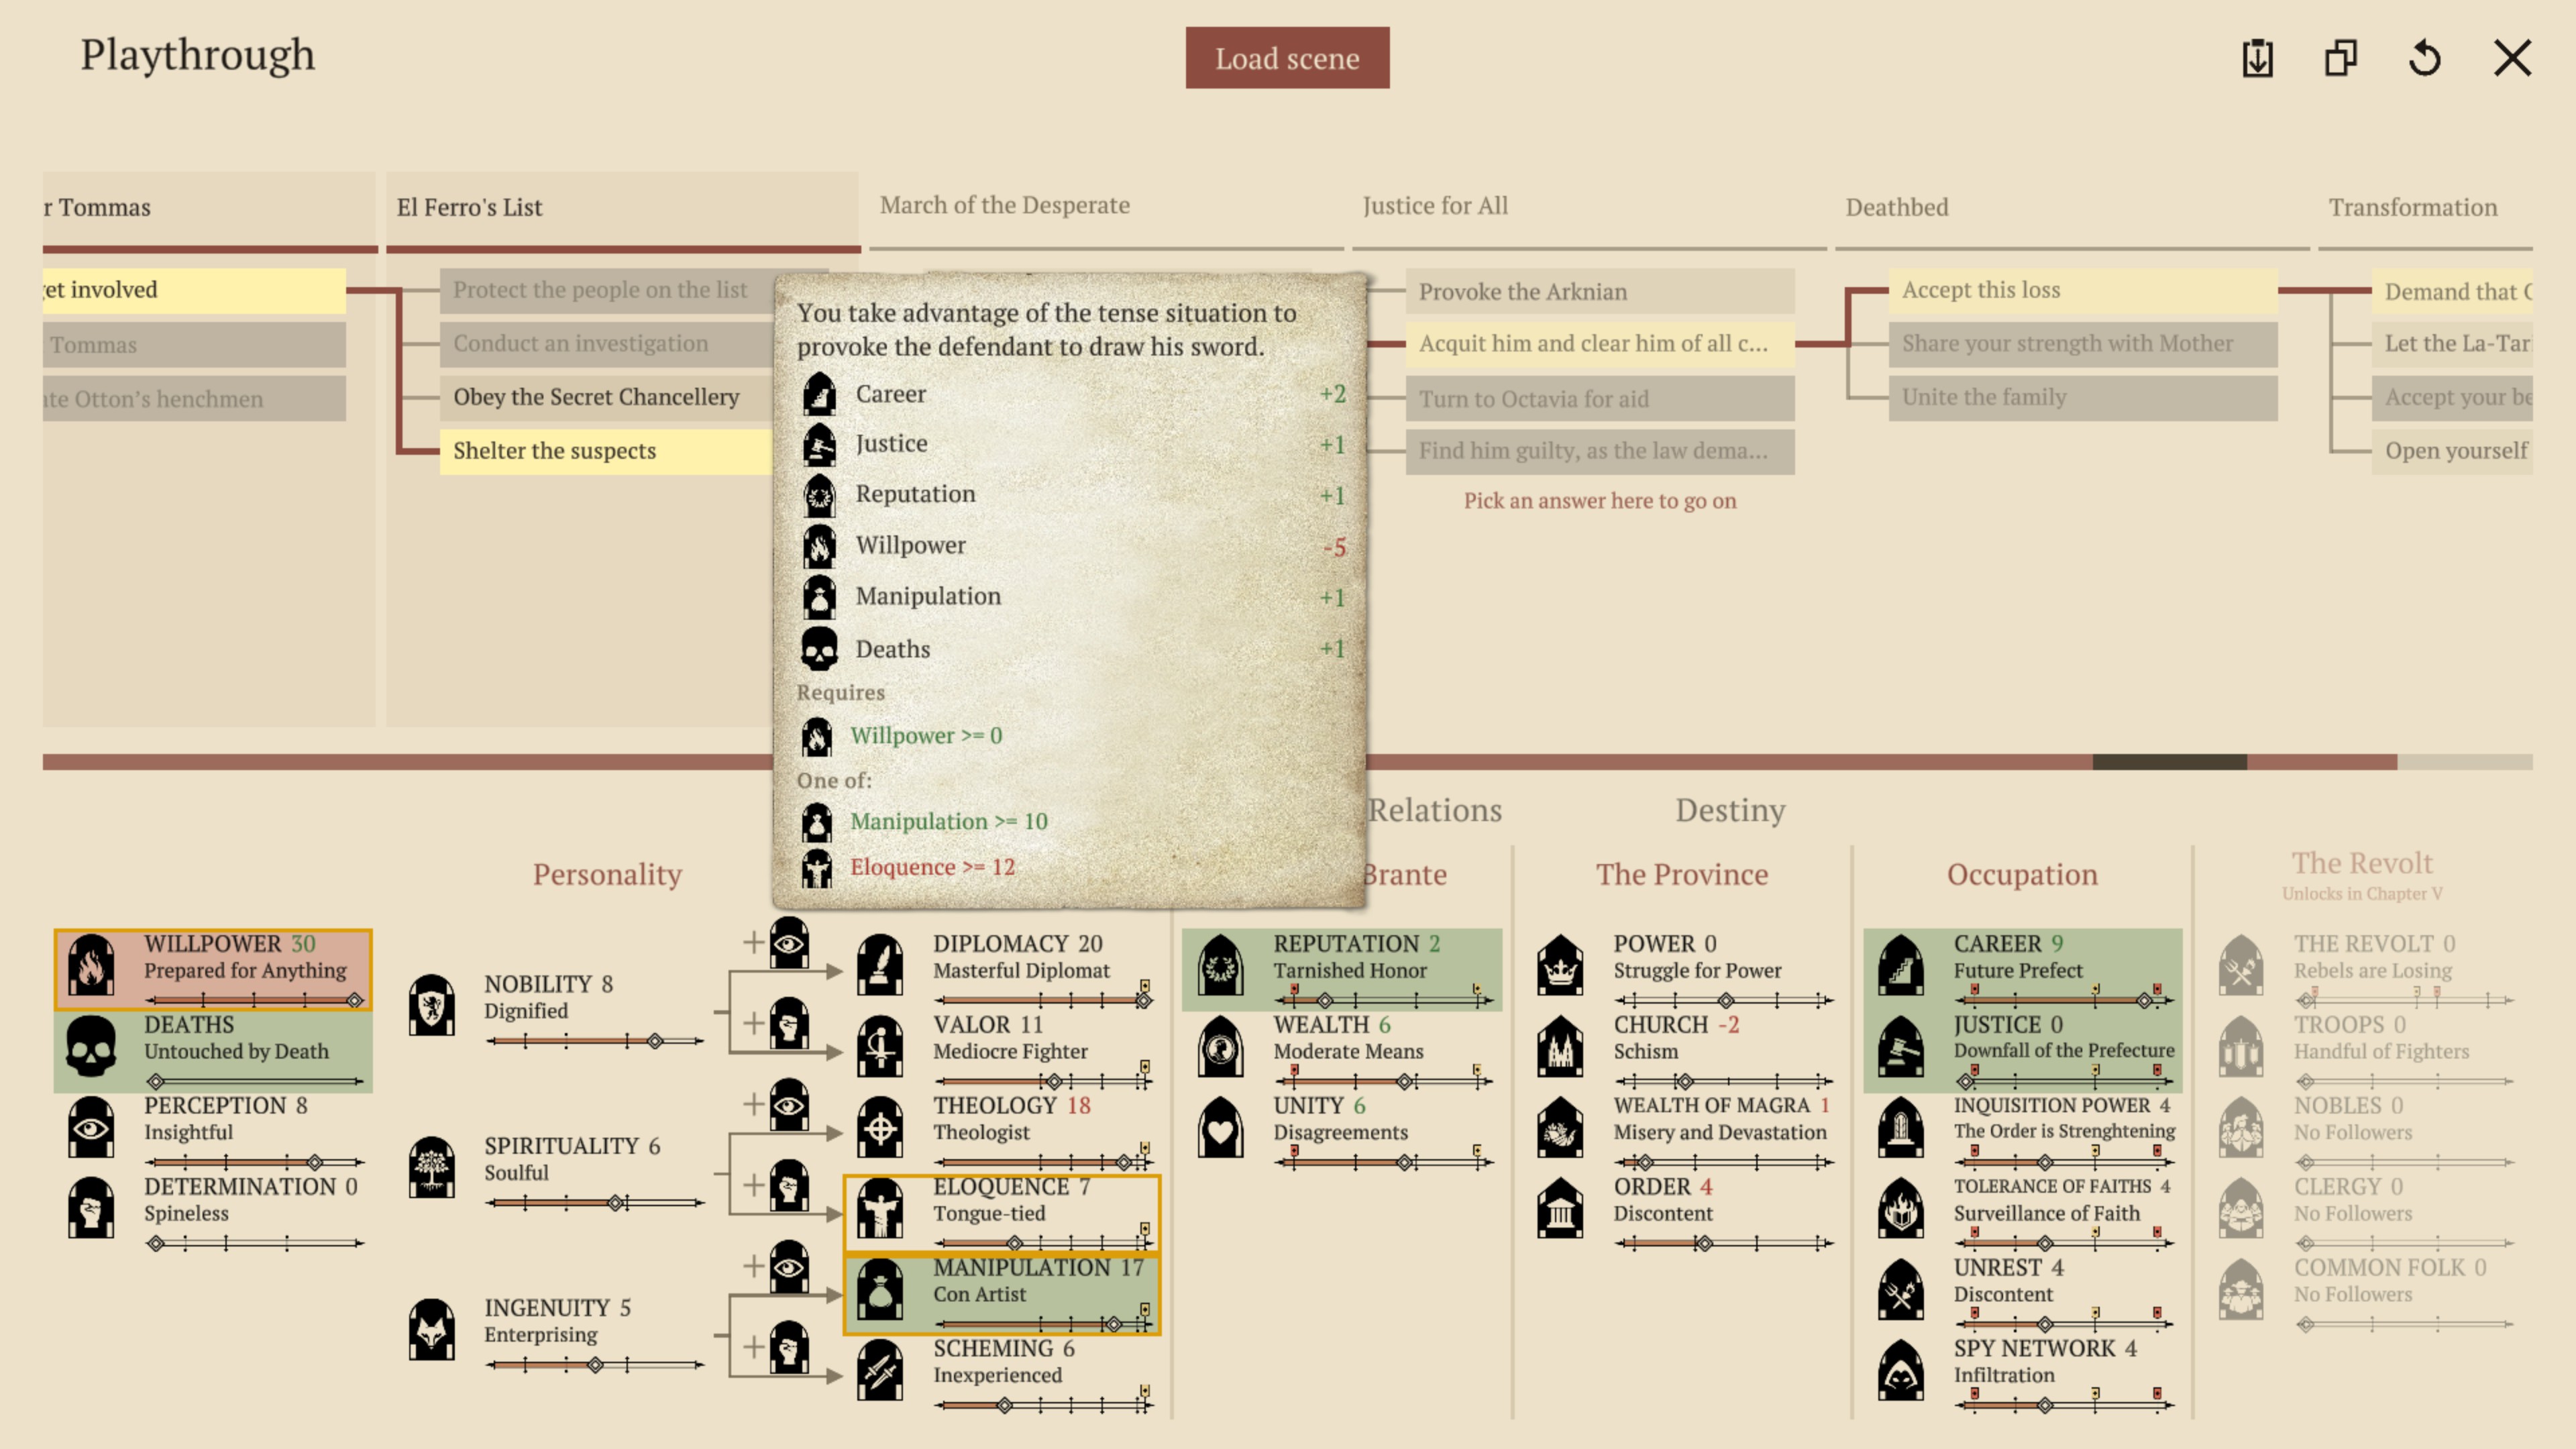 Playthrough
Load scene
r Tommas
El Ferro's List
March of the Desperate
Justice for All
Deathbed
Transformation
et involved
Tommas
te Otton's henchmen
Protect the people on the list
Conduct an investigation
Obey the Secret Chancellery
Shelter the suspects
You take advantage of the tense situation to
provoke the defendant to draw his sword.
Career +2
Justice +1
Reputation +1
Willpower -5
Manipulation +1
Deaths +1
Requires
Willpower >= 0
One of:
Manipulation >= 10
Eloquence >= 12
Provoke the Arknian
Acquit him and clear him of all c...
Turn to Octavia for aid
Find him guilty, as the law dema...
Pick an answer here to go on
Accept this loss
Share your strength with Mother
Unite the family
Demand that
Let the La-Tar
Accept your be
Open yourself
Relations
Destiny
Personality
Brante
The Province
Occupation
The Revolt
Unlocks in Chapter V
WILLPOWER 30
Prepared for Anything
DEATHS
Untouched by Death
PERCEPTION 8
Insightful
DETERMINATION 0
Spineless
NOBILITY 8
Dignified
SPIRITUALITY 6
Soulful
INGENUITY 5
Enterprising
DIPLOMACY 20
Masterful Diplomat
VALOR 11
Mediocre Fighter
THEOLOGY 18
Theologist
ELOQUENCE 7
Tongue-tied
MANIPULATION 17
Con Artist
SCHEMING 6
Inexperienced
REPUTATION 2
Tarnished Honor
WEALTH 6
Moderate Means
UNITY 6
Disagreements
POWER 0
Struggle for Power
CHURCH -2
Schism
WEALTH OF MAGRA 1
Misery and Devastation
ORDER 4
Discontent
CAREER 9
Future Prefect
JUSTICE 0
Downfall of the Prefecture
INQUISITION POWER 4
The Order is Strenghtening
TOLERANCE OF FAITHS 4
Surveillance of Faith
UNREST 4
Discontent
SPY NETWORK 4
Infiltration
THE REVOLT 0
Rebels are Losing
TROOPS 0
Handful of Fighters
NOBLES 0
No Followers
CLERGY 0
No Followers
COMMON FOLK 0
No Followers